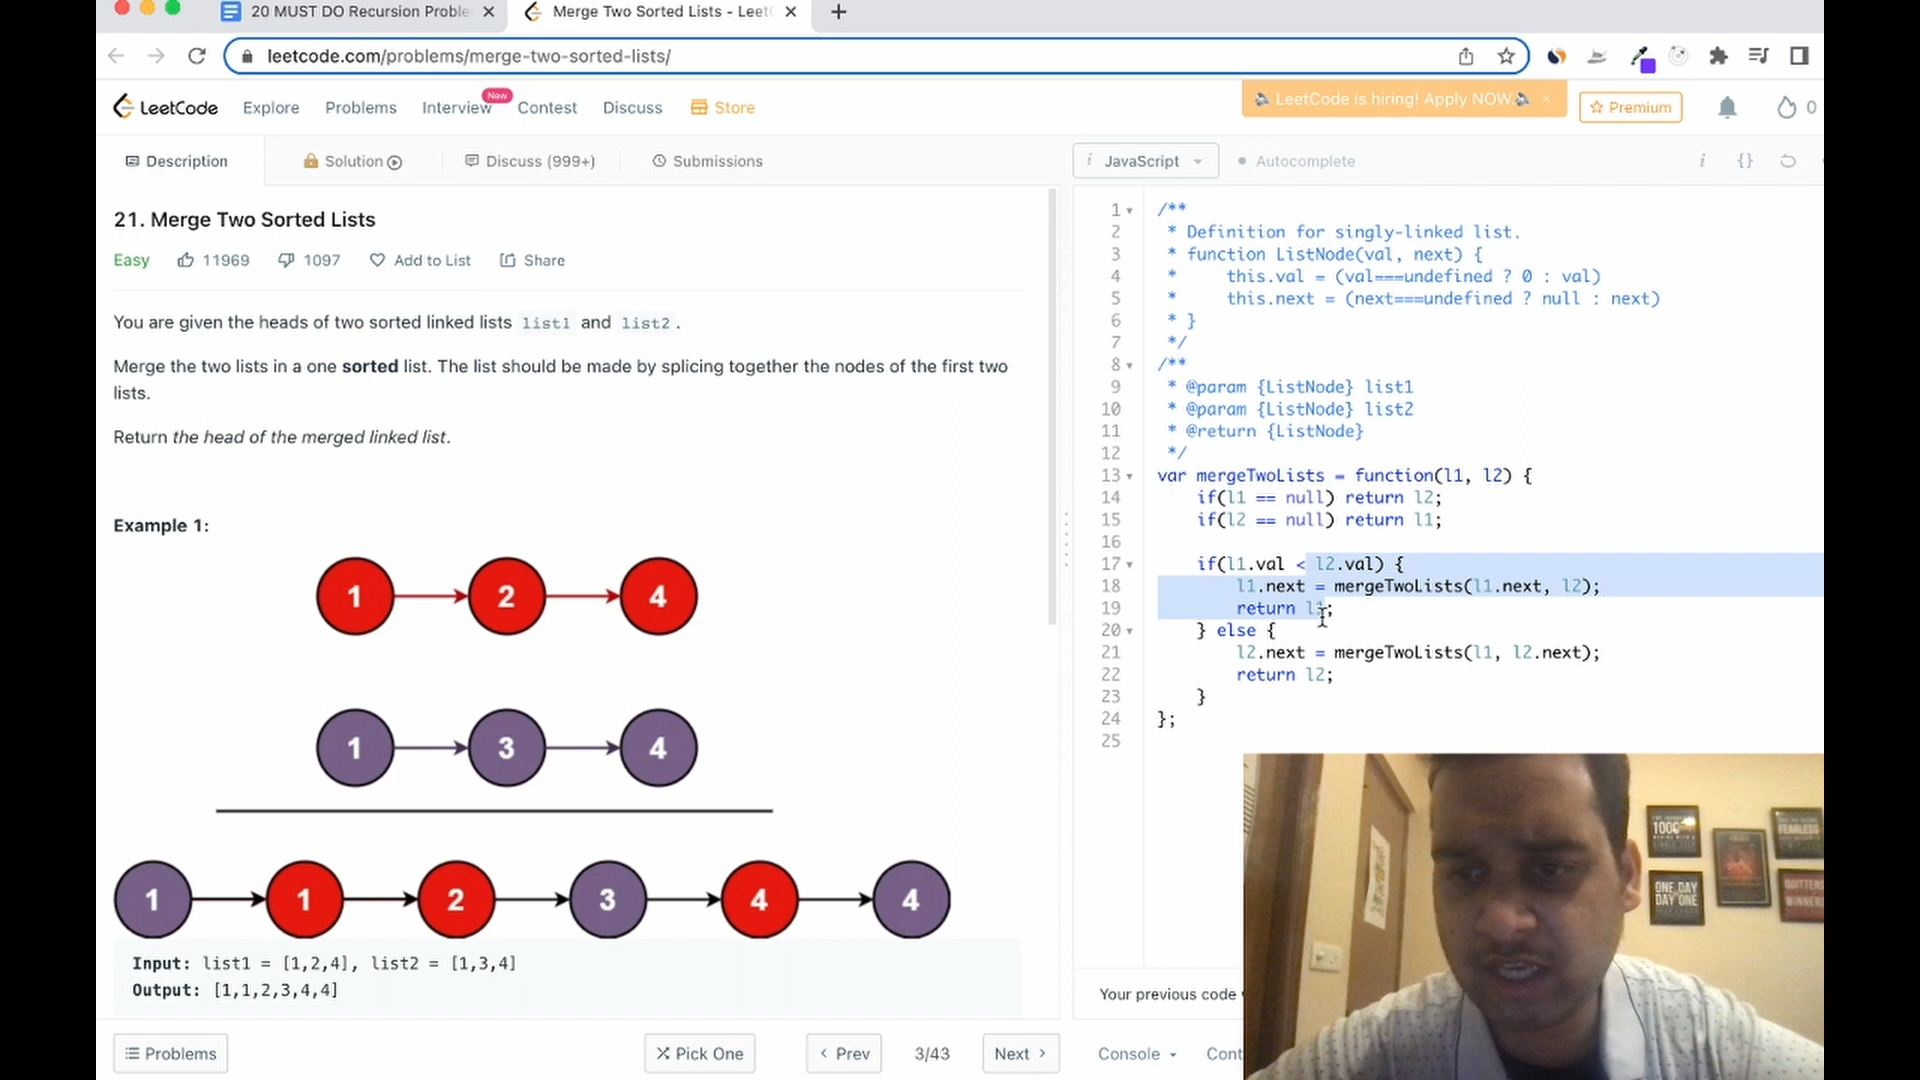 20 MUST DO Recursion Proble
Merge Two Sorted Lists - Leet
leetcode.com/problems/merge-two-sorted-lists/
LeetCode
Explore
Problems
Interview
New
Contest
Discuss
Store
LeetCode is hiring! Apply NOW.
Premium
0
Description
Solution
Discuss (999+)
Submissions
i JavaScript
Autocomplete
21. Merge Two Sorted Lists
Easy
11969
1097
Add to List
Share
You are given the heads of two sorted linked lists list1 and list2.
Merge the two lists in a one sorted list. The list should be made by splicing together the nodes of the first two
lists.
Return the head of the merged linked list.
Example 1:
1 2 4
1 3 4
1 1 2 3 4 4
Input: list1 = [1,2,4], list2 = [1,3,4]
Output: [1,1,2,3,4,4]
Problems
Pick One
Prev
3/43
Next
1 /**
2 * Definition for singly-linked list.
3 * function ListNode(val, next) {
4 * this.val = (val===undefined ? 0 : val)
5 * this.next = (next===undefined ? null : next)
6 * }
7 */
8 /**
9 * @param {ListNode} list1
10 * @param {ListNode} list2
11 * @return {ListNode}
12 */
13 var mergeTwoLists = function(l1, l2) {
14 if(l1 == null) return l2;
15 if(l2 == null) return l1;
16
17 if(l1.val < l2.val) {
18 l1.next = mergeTwoLists(l1.next, l2);
19 return l1;
20 } else {
21 l2.next = mergeTwoLists(l1, l2.next);
22 return l2;
23 }
24 };
25
Your previous code
Console
Cont
1000
FEARLESS
ONE DAY
DAY ONE
QUITTERS
WINNERS